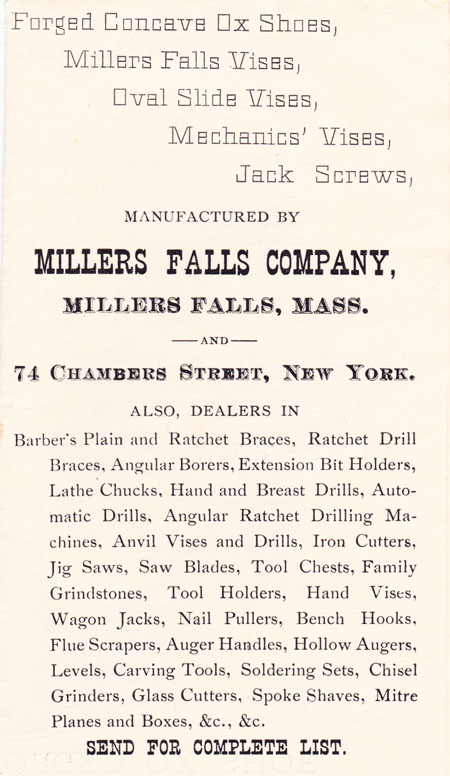 Forged Concave Ox Shoes,
Millers Falls Vises,
Oval Slide Vises,
Mechanics' Vises,
Jack Screws,
MANUFACTURED BY
MILLERS FALLS COMPANY,
MILLERS FALLS, MASS.
AND
74 CHAMBERS STREET, NEW YORK.
ALSO, DEALERS IN
Barber's Plain and Ratchet Braces, Ratchet Drill
Braces, Angular Borers, Extension Bit Holders,
Lathe Chucks, Hand and Breast Drills, Auto-
matic Drills, Angular Ratchet Drilling Ma-
chines, Anvil Vises and Drills, Iron Cutters,
Jig Saws, Saw Blades, Tool Chests, Family
Grindstones, Tool Holders, Hand Vises,
Wagon Jacks, Nail Pullers, Bench Hooks,
Flue Scrapers, Auger Handles, Hollow Augers,
Levels, Carving Tools, Soldering Sets, Chisel
Grinders, Glass Cutters, Spoke Shaves, Mitre
Planes and Boxes, &c., &c.
SEND FOR COMPLETE LIST.